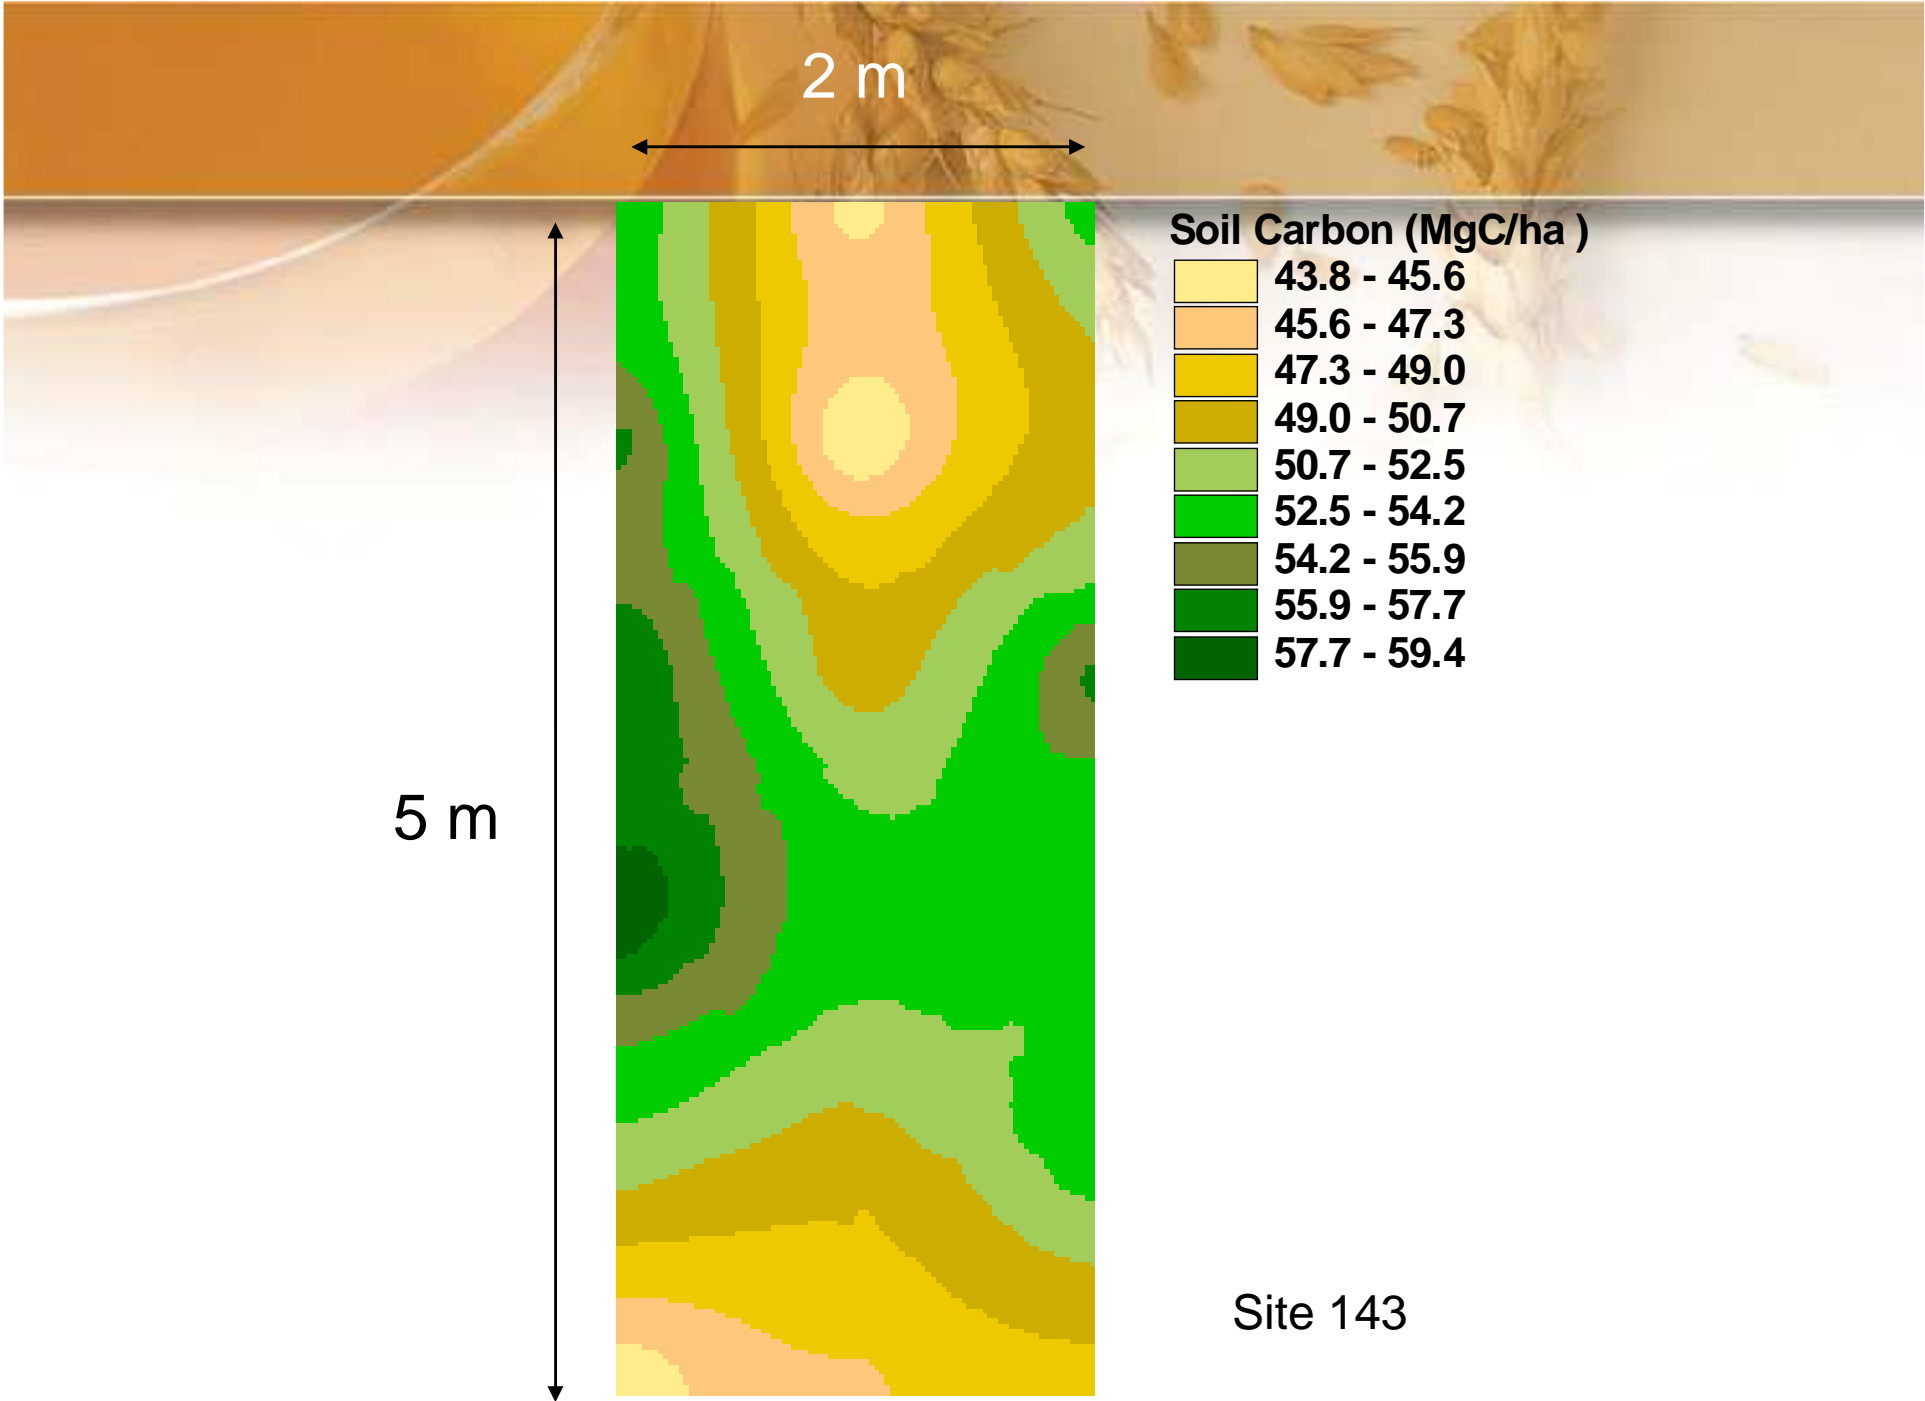 2 m
Soil Carbon (MgC/ha )
43.8 - 45.6
45.6 - 47.3
47.3 - 49.0
49.0 - 50.7
50.7 - 52.5
52.5 - 54.2
54.2 - 55.9
55.9 - 57.7
57.7 - 59.4
5 m
Site 143